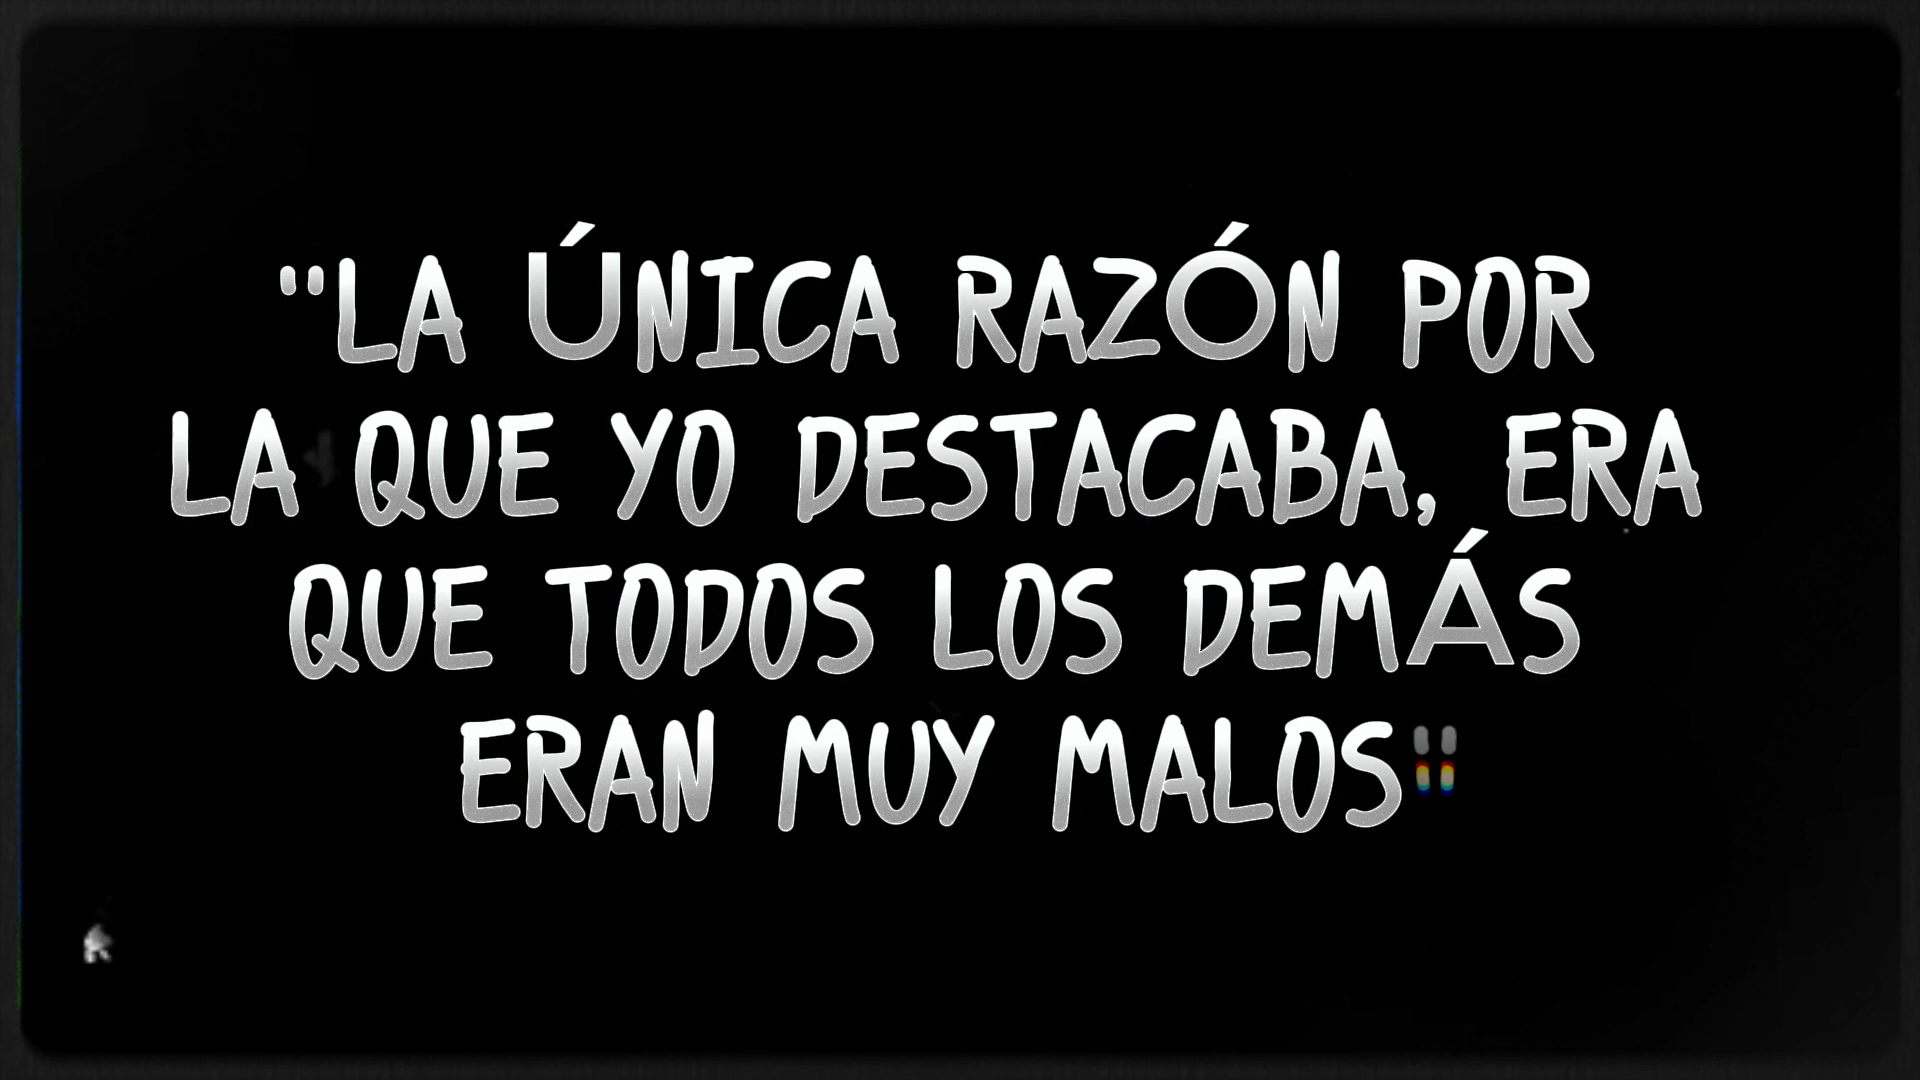 "LA ÚNICA RAZÓN POR
LA QUE YO DESTACABA, ERA
QUE TODOS LOS DEMÁS
ERAN MUY MALOS"